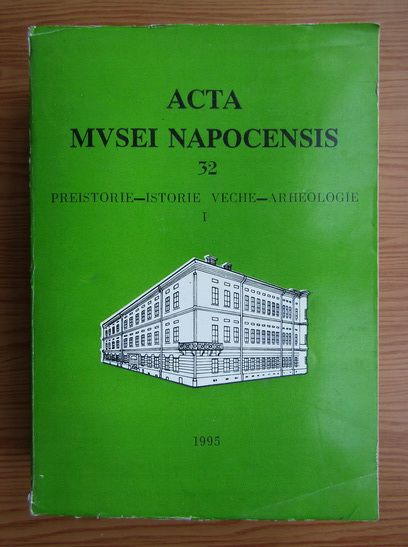 ACTA
MVSEI NAPOCENSIS
32
PREISTORIE—ISTORIE VECHE—ARHEOLOGIE
I
1995